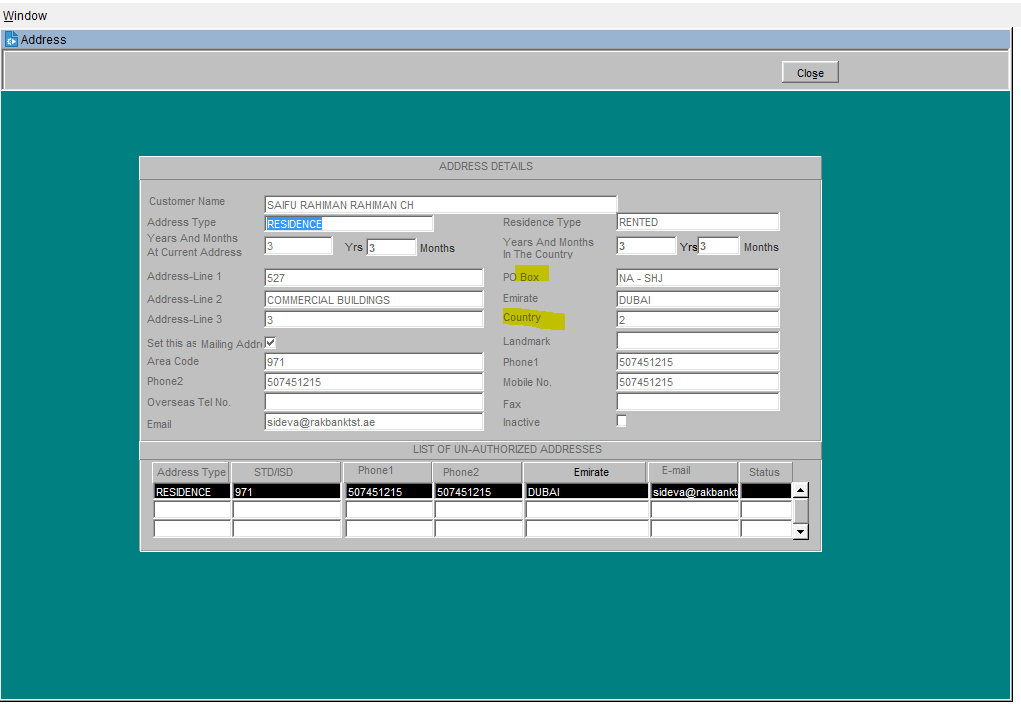 Window
Address
Close
ADDRESS DETAILS
Customer Name SAIFU RAHIMAN RAHIMAN CH
Address Type RESIDENCE Residence Type RENTED
Years And Months At Current Address 3 Yrs 3 Months Years And Months In The Country 3 Yrs 3 Months
Address-Line 1 527 PO Box NA - SHJ
Address-Line 2 COMMERCIAL BUILDINGS Emirate DUBAI
Address-Line 3 3 Country 2
Set this as Mailing Addre Landmark
Area Code 971 Phone1 507451215
Phone2 507451215 Mobile No. 507451215
Overseas Tel No. Fax
Email sideva@rakbanktst.ae Inactive
LIST OF UN-AUTHORIZED ADDRESSES
Address Type STD/ISD Phone1 Phone2 Emirate E-mail Status
RESIDENCE 971 507451215 507451215 DUBAI sideva@rakbankt